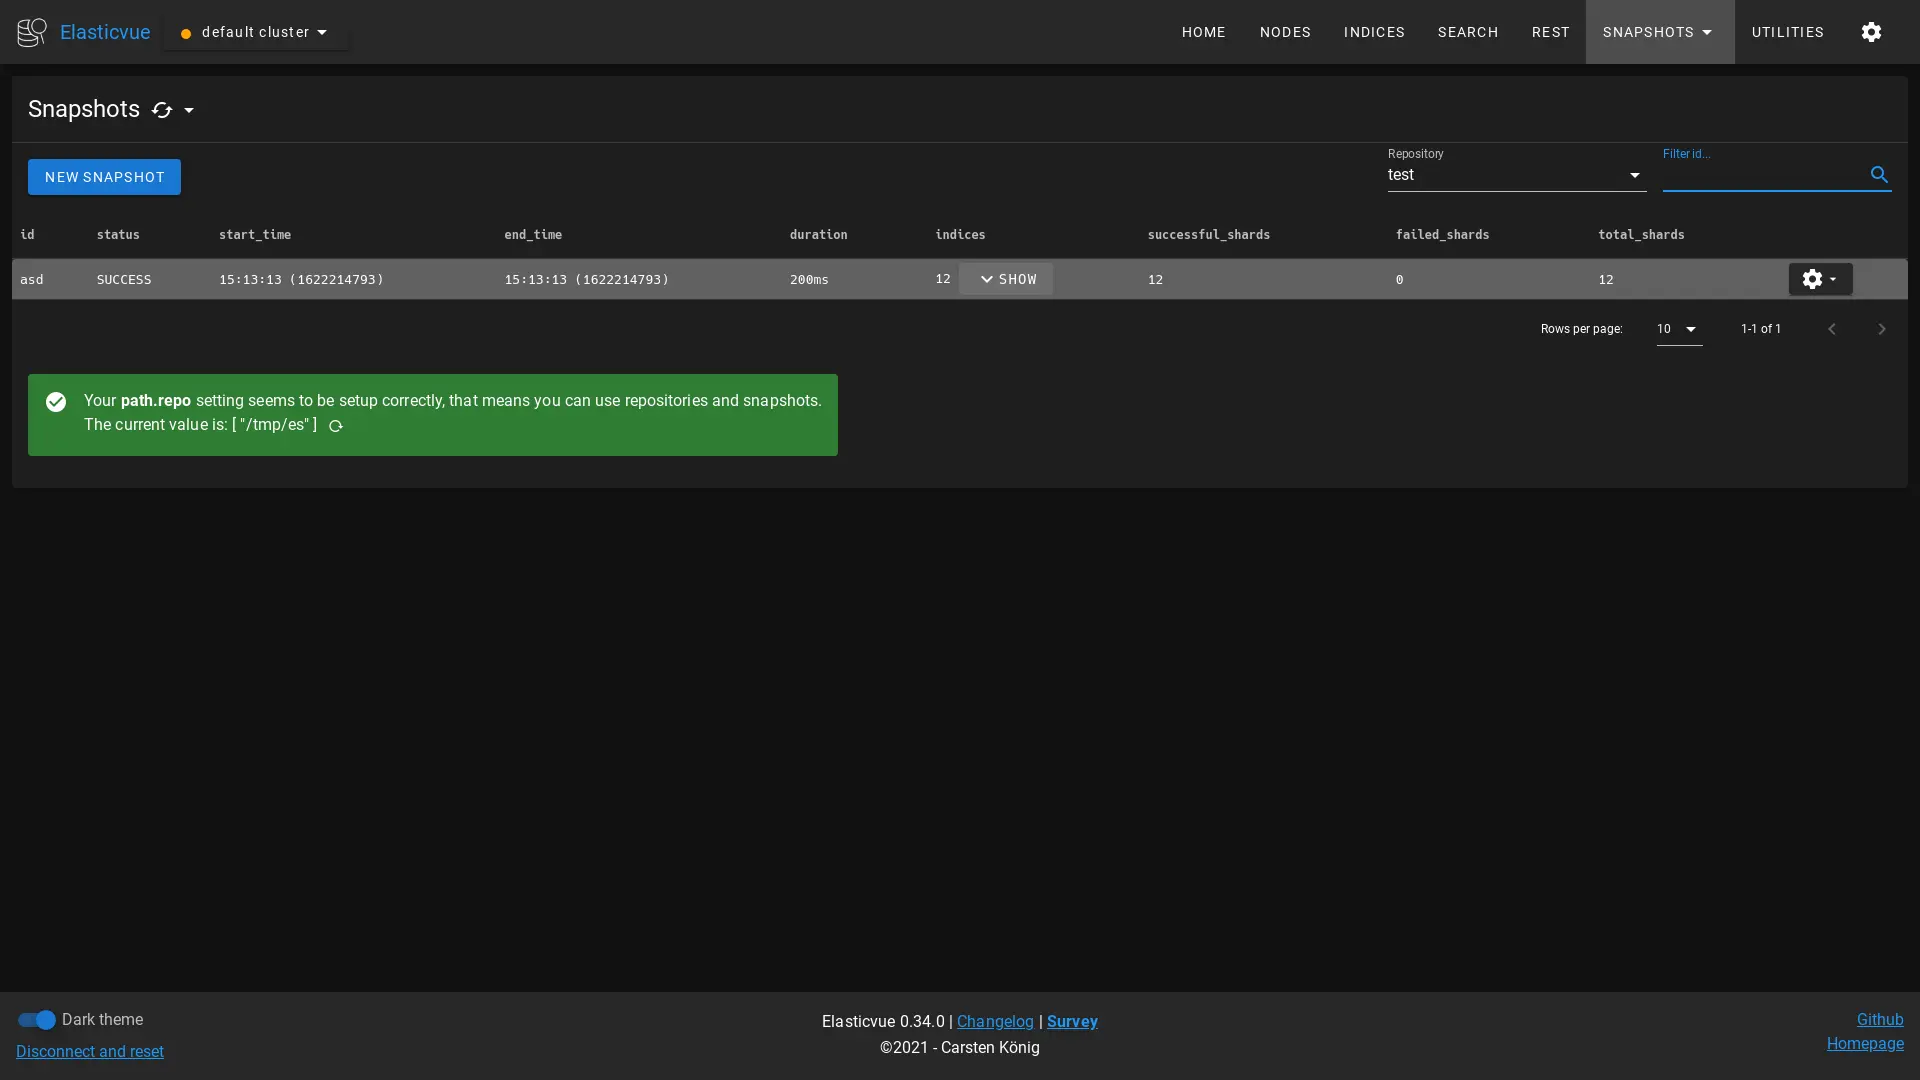 Elasticvue default cluster HOME NODES INDICES SEARCH REST SNAPSHOTS UTILITIES
Snapshots
NEW SNAPSHOT
Repository
test
Filter id...
id status start_time end_time duration indices successful_shards failed_shards total_shards
asd SUCCESS 15:13:13 (1622214793) 15:13:13 (1622214793) 200ms 12 SHOW 12 0 12
Rows per page: 10 1-1 of 1
Your path.repo setting seems to be setup correctly, that means you can use repositories and snapshots.
The current value is: [ "/tmp/es" ]
Dark theme
Disconnect and reset
Elasticvue 0.34.0 | Changelog | Survey
©2021 - Carsten König
Github
Homepage